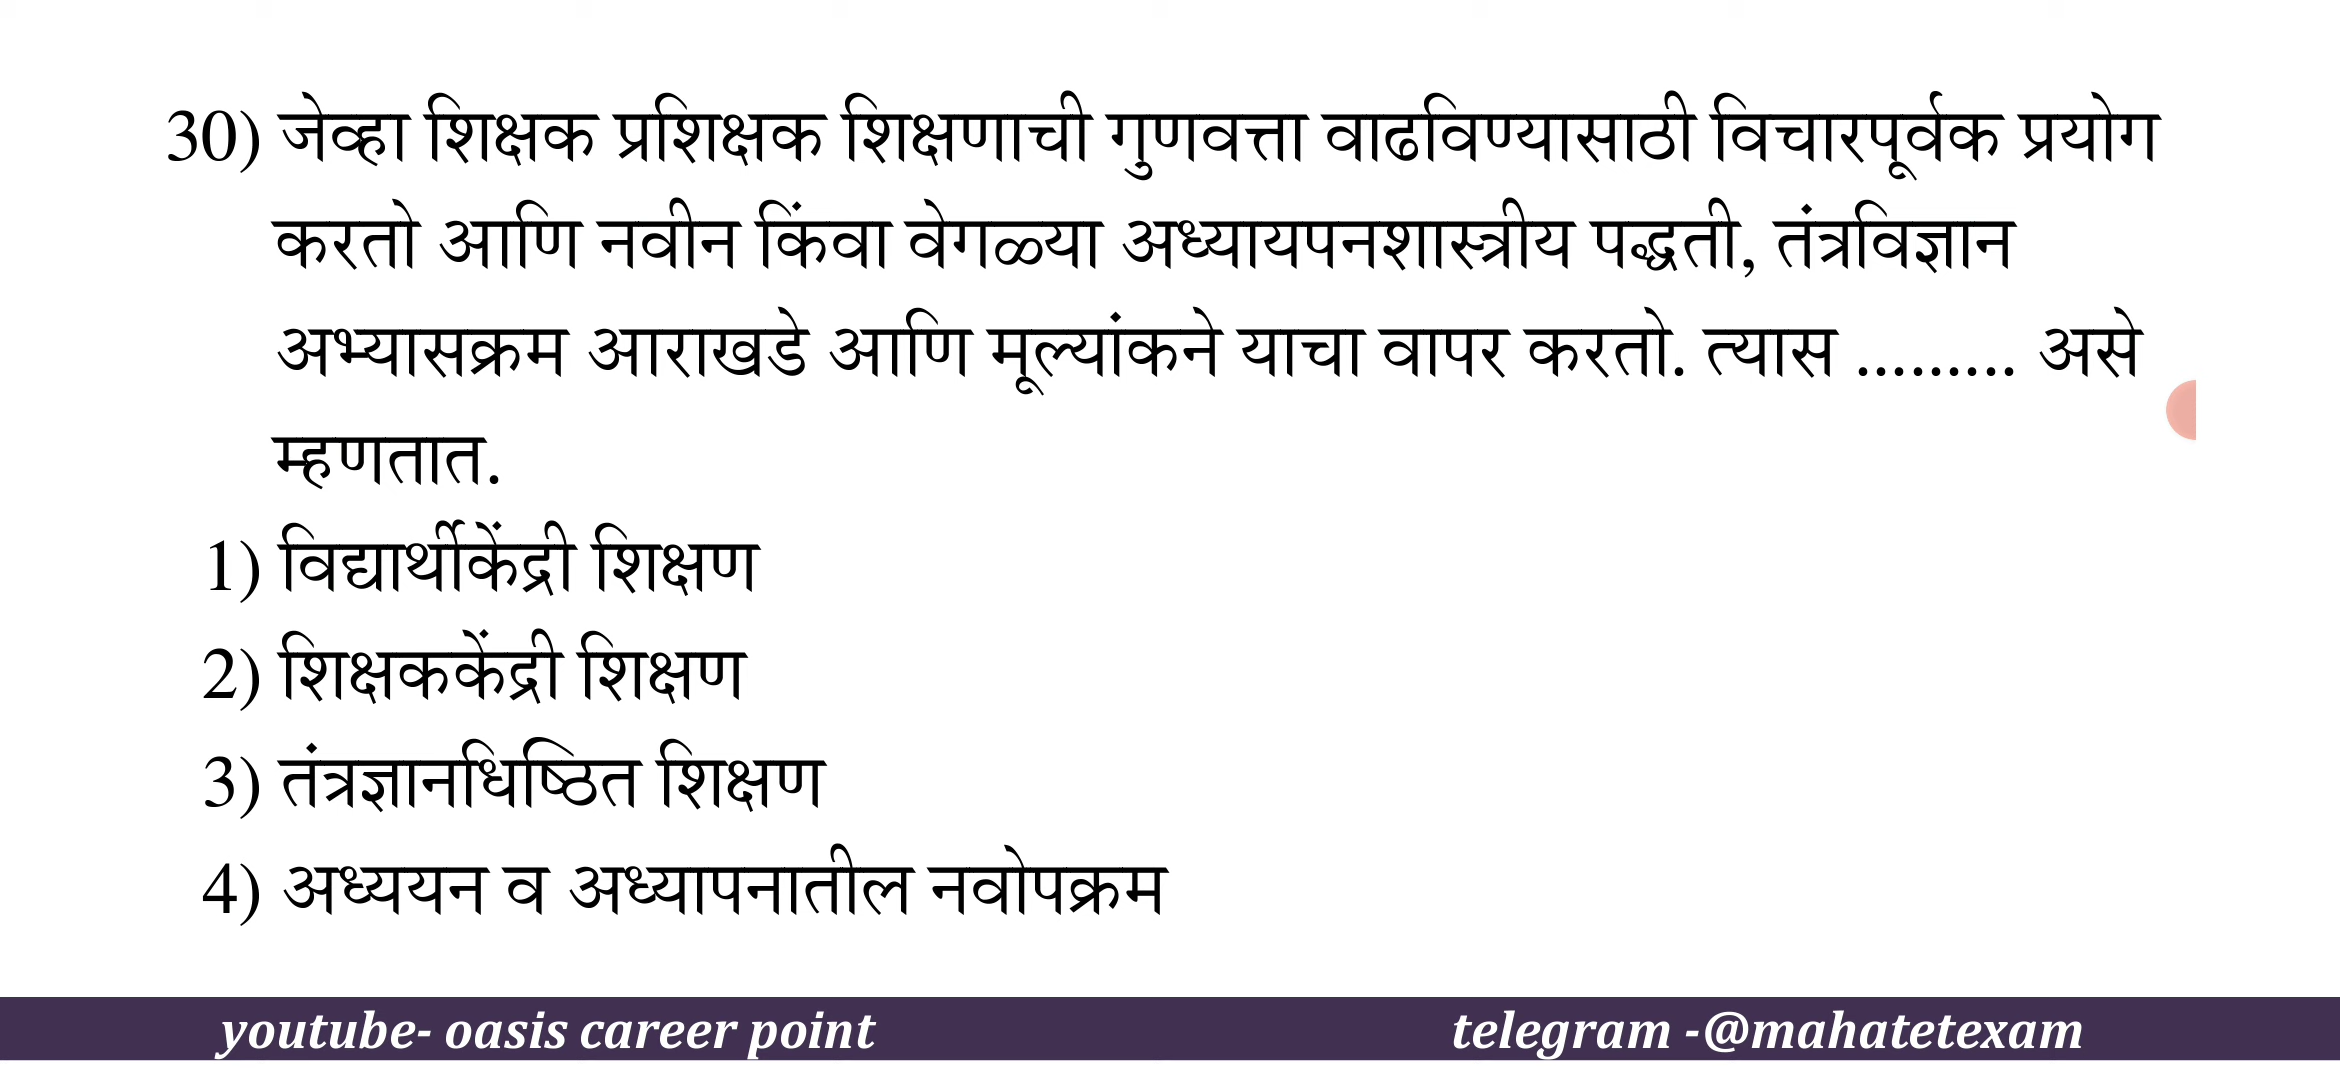 30) जेव्हा शिक्षक प्रशिक्षक शिक्षणाची गुणवत्ता वाढविण्यासाठी विचारपूर्वक प्रयोग
करतो आणि नवीन किंवा वेगळ्या अध्यायपनशास्त्रीय पद्धती, तंत्रविज्ञान
अभ्यासक्रम आराखडे आणि मूल्यांकने याचा वापर करतो. त्यास ......... असे
म्हणतात.
1) विद्यार्थीकेंद्री शिक्षण
2) शिक्षककेंद्री शिक्षण
3) तंत्रज्ञानधिष्ठित शिक्षण
4) अध्ययन व अध्यापनातील नवोपक्रम
youtube- oasis career point telegram -@mahatetexam